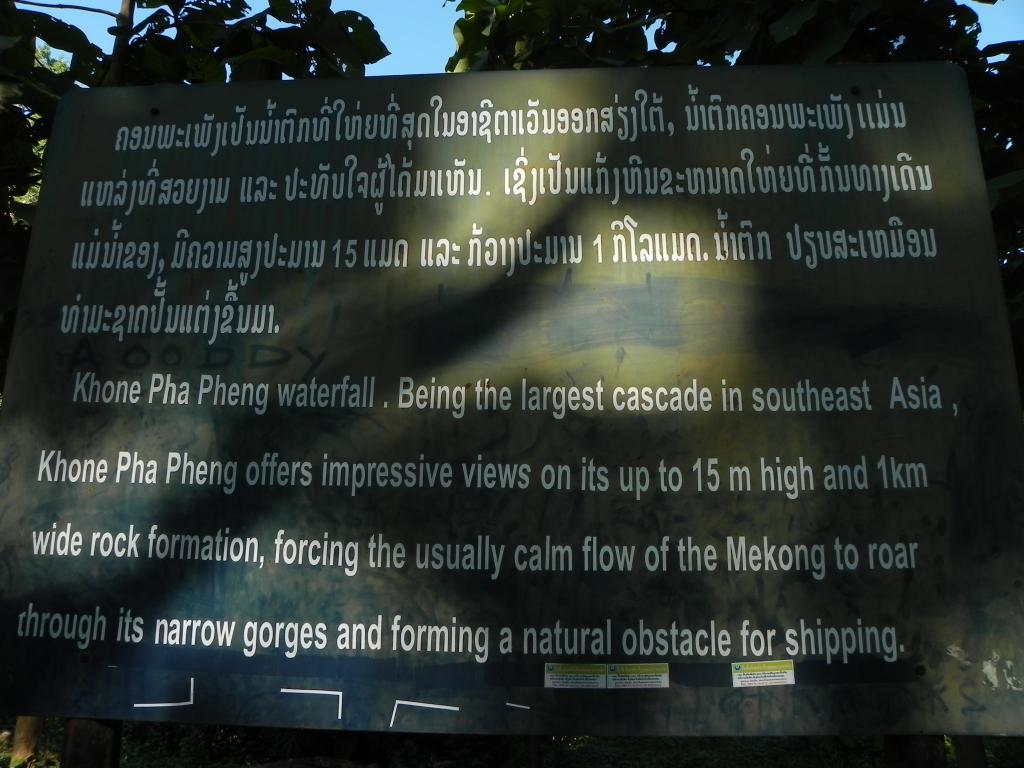 ຄອນພະເພັງເປັນນ້ຳຕົກທີ່ໃຫ່ຍທີ່ສຸດໃນອາຊີຕາເວັນອອກສ່ຽງໃຕ້, ນ້ຳຕົກຄອນພະເພັງແມ່ນ
ແຫລ່ງທີ່ສວຍງາມ ແລະ ປະທັບໃຈຜູ້ໄດ້ມາເຫັນ. ເຊິ່ງເປັນແກ້ງຫີນຂະຫນາດໃຫ່ຍທີ່ກັ້ນທາງເດີນ
ແມ່ນ້ຳຂອງ, ມີຄວາມສູງປະມານ 15 ແມດ ແລະ ກ້ວາງປະມານ 1 ກິໂລແມດ. ນ້ຳຕົກ ປຽບສະເຫມືອນ
ທຳມະຊາດປັ້ນແຕ່ງຂຶ້ນມາ.
Khone Pha Pheng waterfall . Being the largest cascade in southeast Asia ,
Khone Pha Pheng offers impressive views on its up to 15 m high and 1km
wide rock formation, forcing the usually calm flow of the Mekong to roar
through its narrow gorges and forming a natural obstacle for shipping.